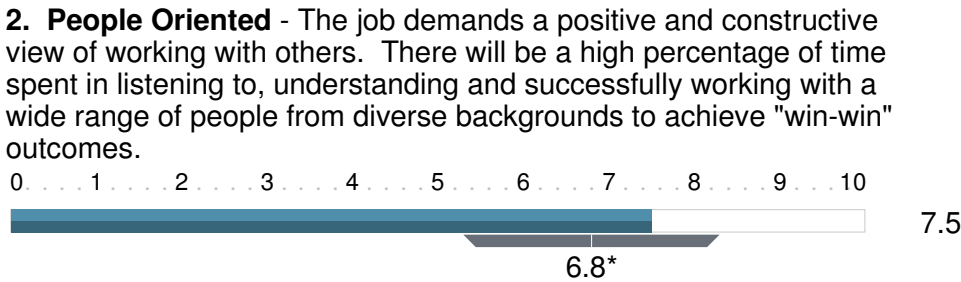 2. People Oriented - The job demands a positive and constructive
view of working with others. There will be a high percentage of time
spent in listening to, understanding and successfully working with a
wide range of people from diverse backgrounds to achieve "win-win"
outcomes.
0. . . . 1 . . . . 2 . . . . 3 . . . . 4 . . . . 5 . . . . 6 . . . . 7 . . . . 8 . . . . 9 . . . 10
7.5
6.8*